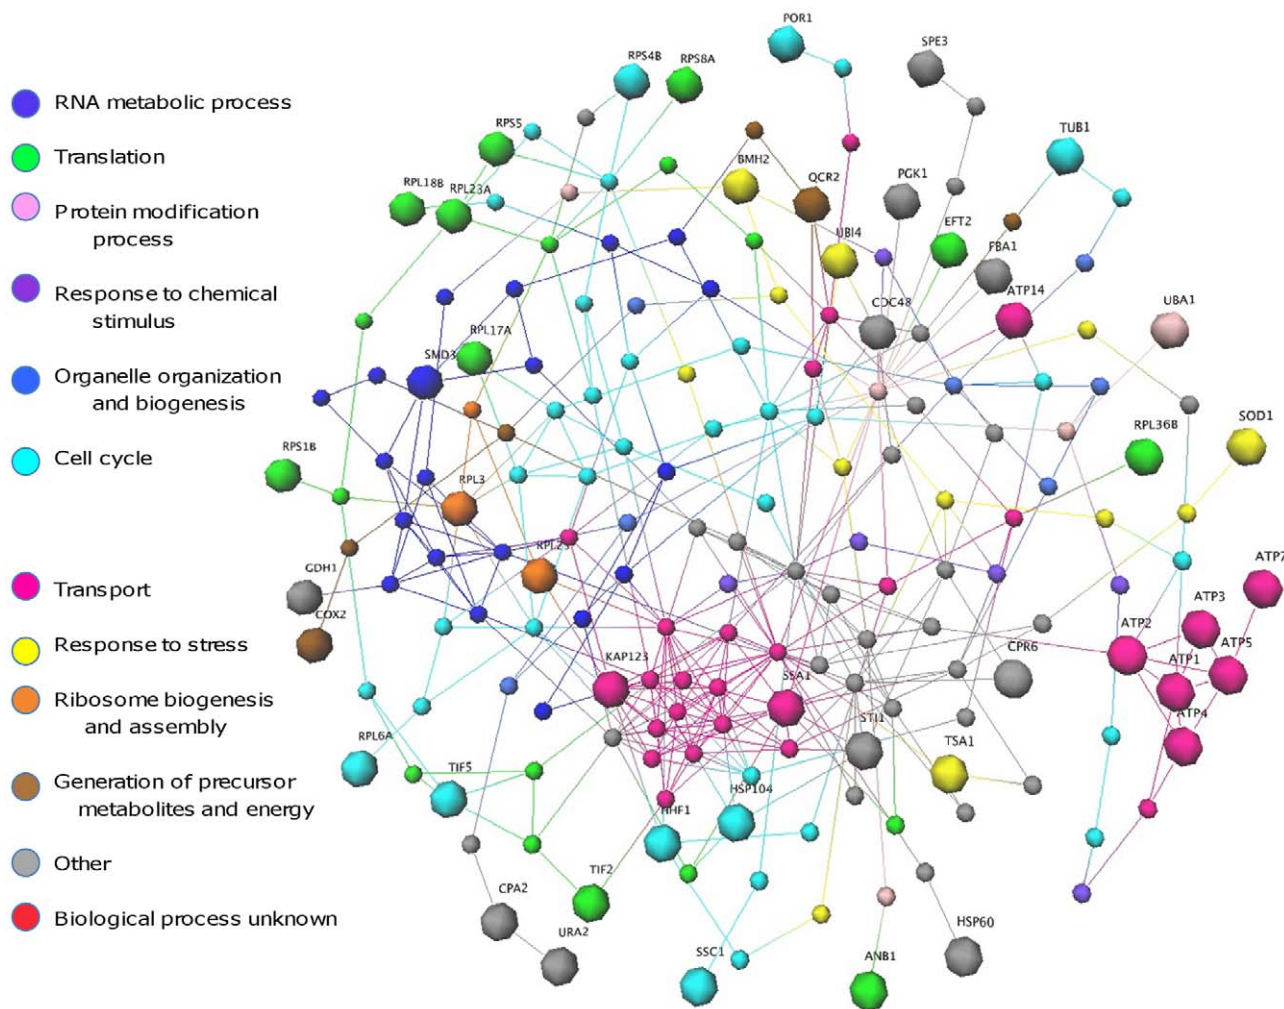 RNA metabolic process
Translation
Protein modification
process
Response to chemical
stimulus
Organelle organization
and biogenesis
Cell cycle
Transport
Response to stress
Ribosome biogenesis
and assembly
Generation of precursor
metabolites and energy
Other
Biological process unknown
POR1
SPE3
RPS4B
RPS8A
RPS5
TUB1
BMH2
QCR2
PGK1
RPL18B
RPL23A
EFT2
UBI4
FBA1
ATP14
CDC48
UBA1
RPL17A
SMD3
SOD1
RPL36B
RPS1B
RPL3
GDH1
COX2
ATP7
ATP3
ATP2
ATP5
ATP1
ATP4
KAP123
SSA1
CPR6
STI1
TSA1
RPL6A
TIF5
HSP104
HHF1
TIF2
CPA2
URA2
SSC1
ANB1
HSP60